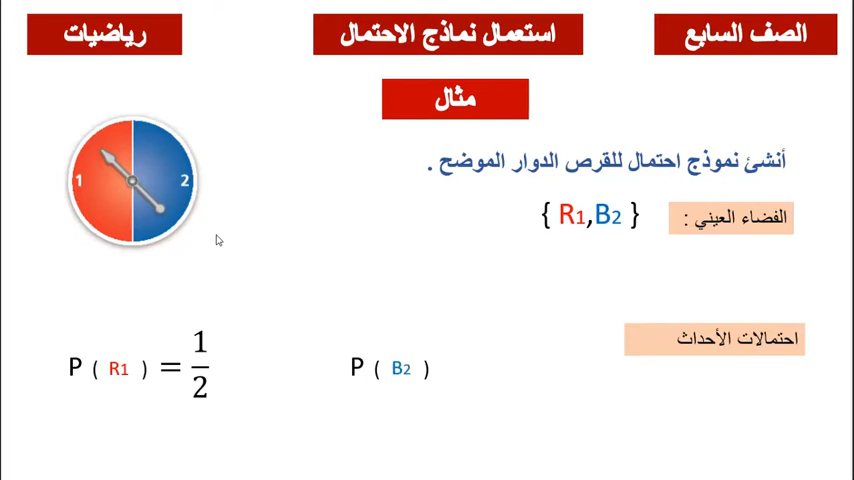 الصف السابع
استعمال نماذج الاحتمال
رياضيات
مثال
أنشئ نموذج احتمال للقرص الدوار الموضح .
1 2
الفضاء العيني : { R1,B2 }
احتمالات الأحداث
P ( R1 ) = 1/2
P ( B2 )